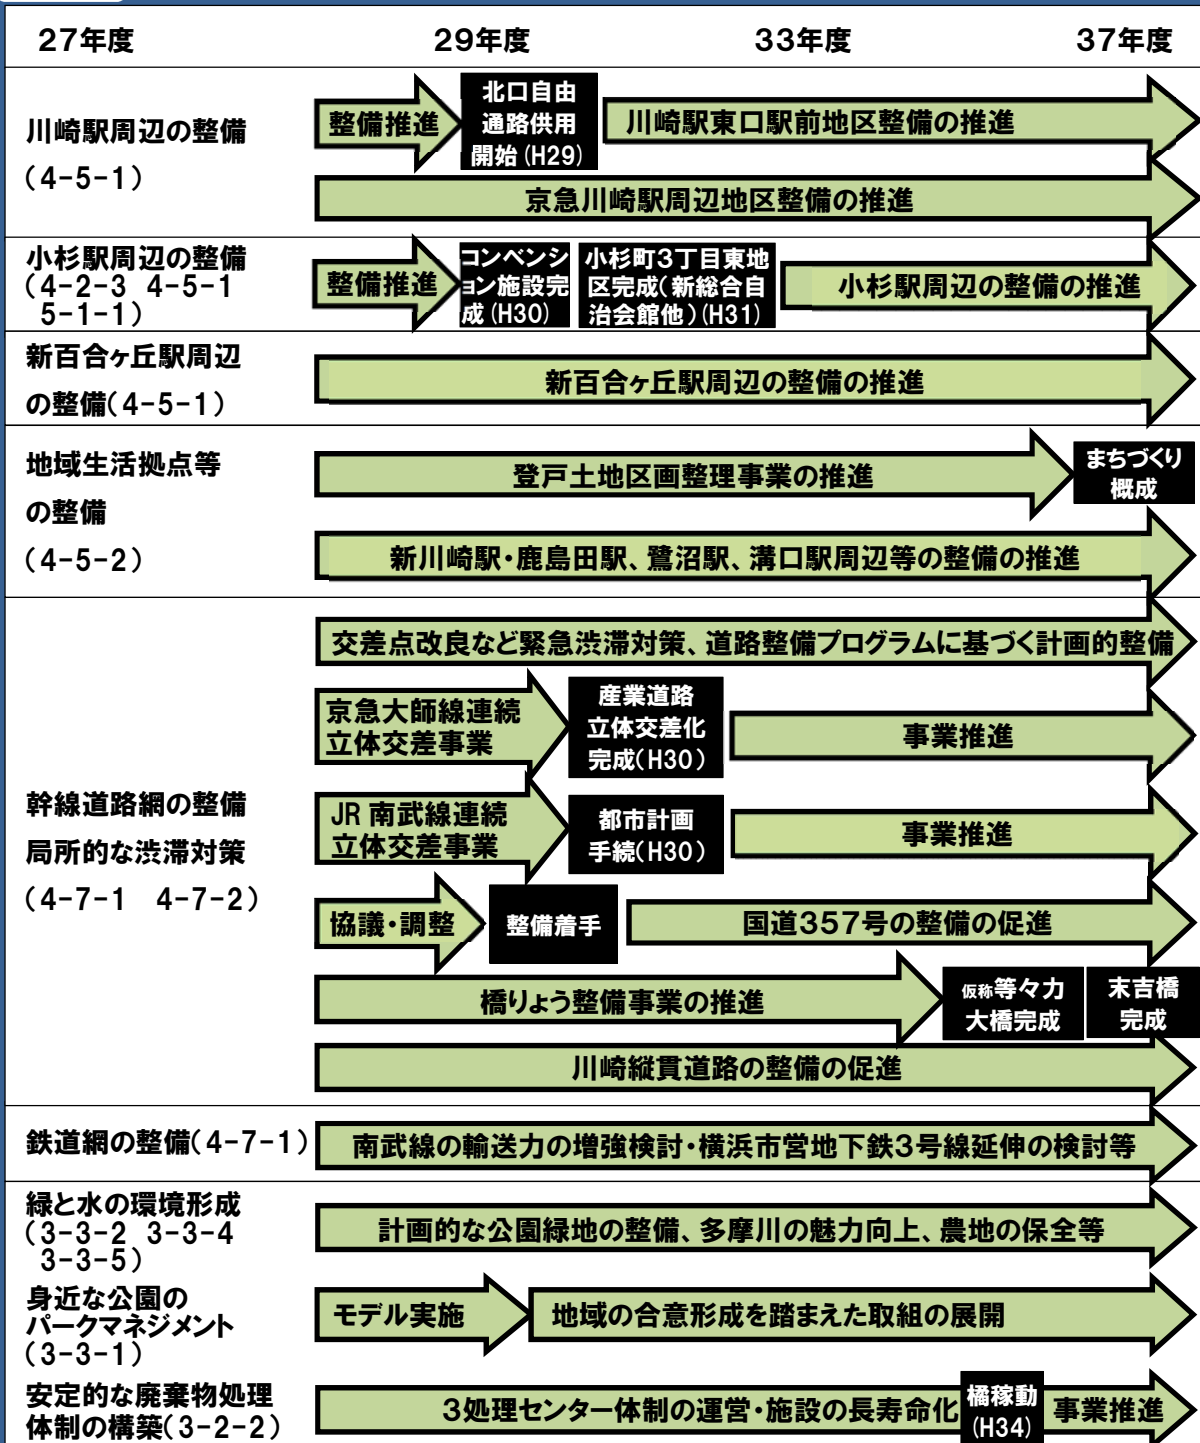 27年度 29年度 33年度 37年度
川崎駅周辺の整備
(4-5-1)
整備推進
北口自由
通路供用
開始(H29)
川崎駅東口駅前地区整備の推進
京急川崎駅周辺地区整備の推進
小杉駅周辺の整備
(4-2-3 4-5-1
5-1-1)
整備推進
コンベンシ
ョン施設完
成(H30)
小杉町3丁目東地
区完成(新総合自
治会館他)(H31)
小杉駅周辺の整備の推進
新百合ヶ丘駅周辺
の整備(4-5-1)
新百合ヶ丘駅周辺の整備の推進
地域生活拠点等
の整備
(4-5-2)
登戸土地区画整理事業の推進
まちづくり
概成
新川崎駅・鹿島田駅、鷺沼駅、溝口駅周辺等の整備の推進
幹線道路網の整備
局所的な渋滞対策
(4-7-1 4-7-2)
交差点改良など緊急渋滞対策、道路整備プログラムに基づく計画的整備
京急大師線連続
立体交差事業
産業道路
立体交差化
完成(H30)
事業推進
JR南武線連続
立体交差事業
都市計画
手続(H30)
事業推進
協議・調整
整備着手
国道357号の整備の促進
橋りょう整備事業の推進
仮称等々力
大橋完成
末吉橋
完成
川崎縦貫道路の整備の促進
鉄道網の整備(4-7-1)
南武線の輸送力の増強検討・横浜市営地下鉄3号線延伸の検討等
緑と水の環境形成
(3-3-2 3-3-4
3-3-5)
計画的な公園緑地の整備、多摩川の魅力向上、農地の保全等
身近な公園の
パークマネジメント
(3-3-1)
モデル実施
地域の合意形成を踏まえた取組の展開
安定的な廃棄物処理
体制の構築(3-2-2)
3処理センター体制の運営・施設の長寿命化
橘稼動
(H34)
事業推進